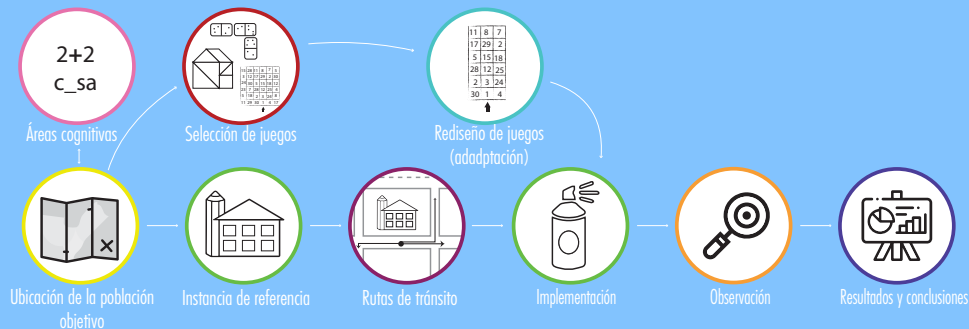 2+2
c_sa
Áreas cognitivas
Selección de juegos
11 8 7
17 29 2
5 15 18
28 12 25
2 3 24
30 1 4
Rediseño de juegos
(adadptación)
Ubicación de la población
objetivo
Instancia de referencia
Rutas de tránsito
Implementación
Observación
Resultados y conclusiones